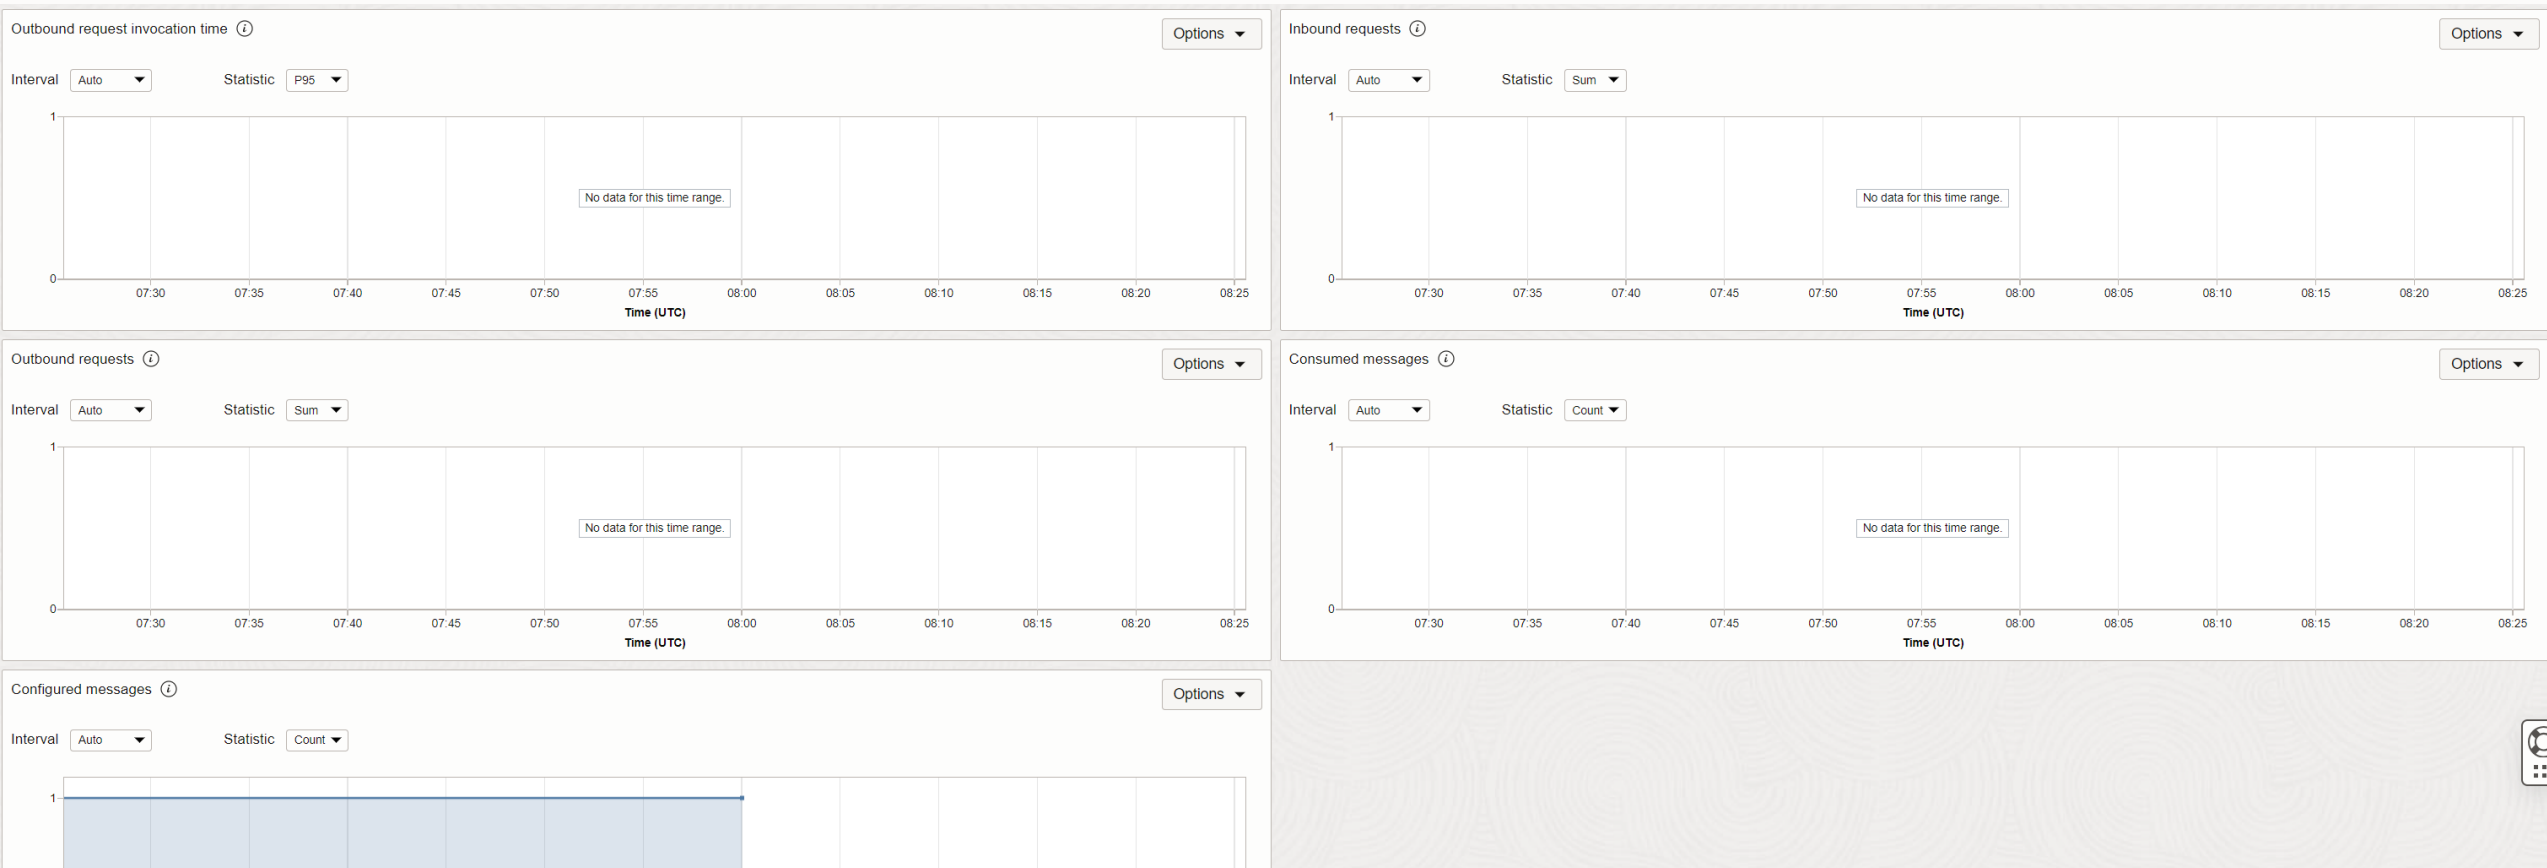 Outbound request invocation time
Options
Interval Auto Statistic P95
1
No data for this time range.
0
07:30 07:35 07:40 07:45 07:50 07:55 08:00 08:05 08:10 08:15 08:20 08:25
Time (UTC)
Inbound requests
Options
Interval Auto Statistic Sum
1
No data for this time range.
0
07:30 07:35 07:40 07:45 07:50 07:55 08:00 08:05 08:10 08:15 08:20 08:25
Time (UTC)
Outbound requests
Options
Interval Auto Statistic Sum
1
No data for this time range.
0
07:30 07:35 07:40 07:45 07:50 07:55 08:00 08:05 08:10 08:15 08:20 08:25
Time (UTC)
Consumed messages
Options
Interval Auto Statistic Count
1
No data for this time range.
0
07:30 07:35 07:40 07:45 07:50 07:55 08:00 08:05 08:10 08:15 08:20 08:25
Time (UTC)
Configured messages
Options
Interval Auto Statistic Count
1